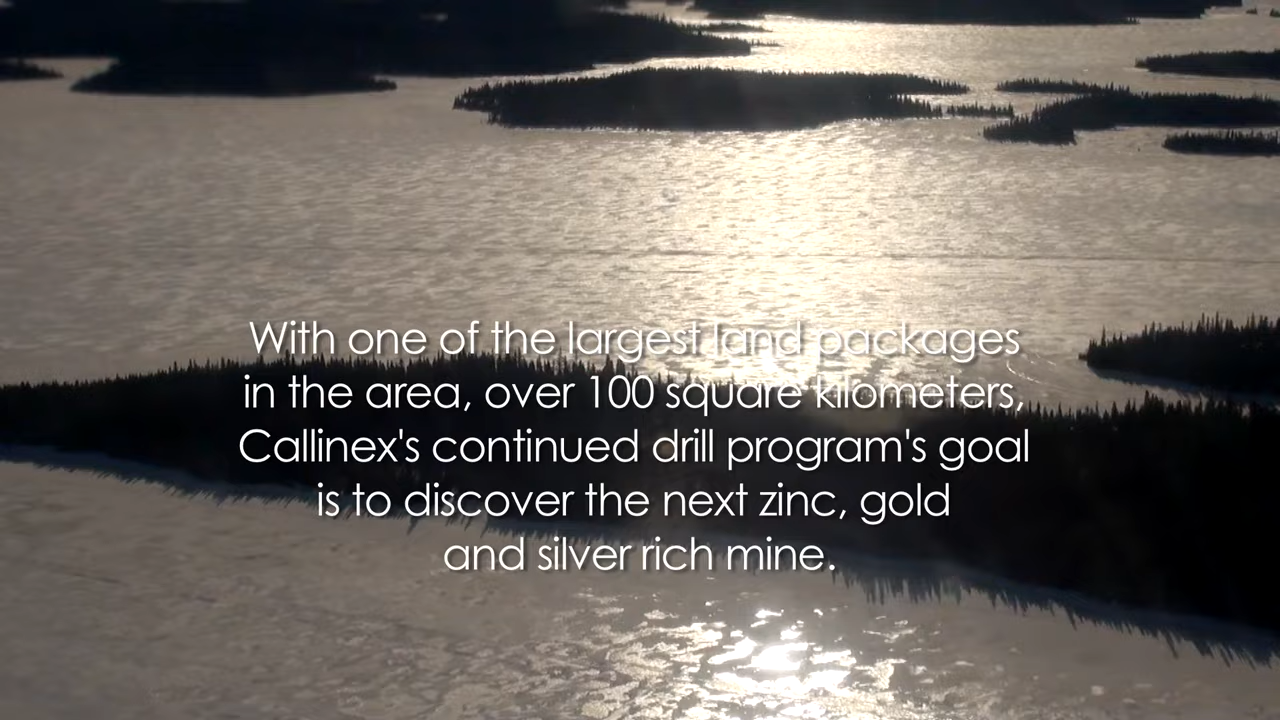 With one of the largest land packages
in the area, over 100 square kilometers,
Callinex's continued drill program's goal
is to discover the next zinc, gold
and silver rich mine.